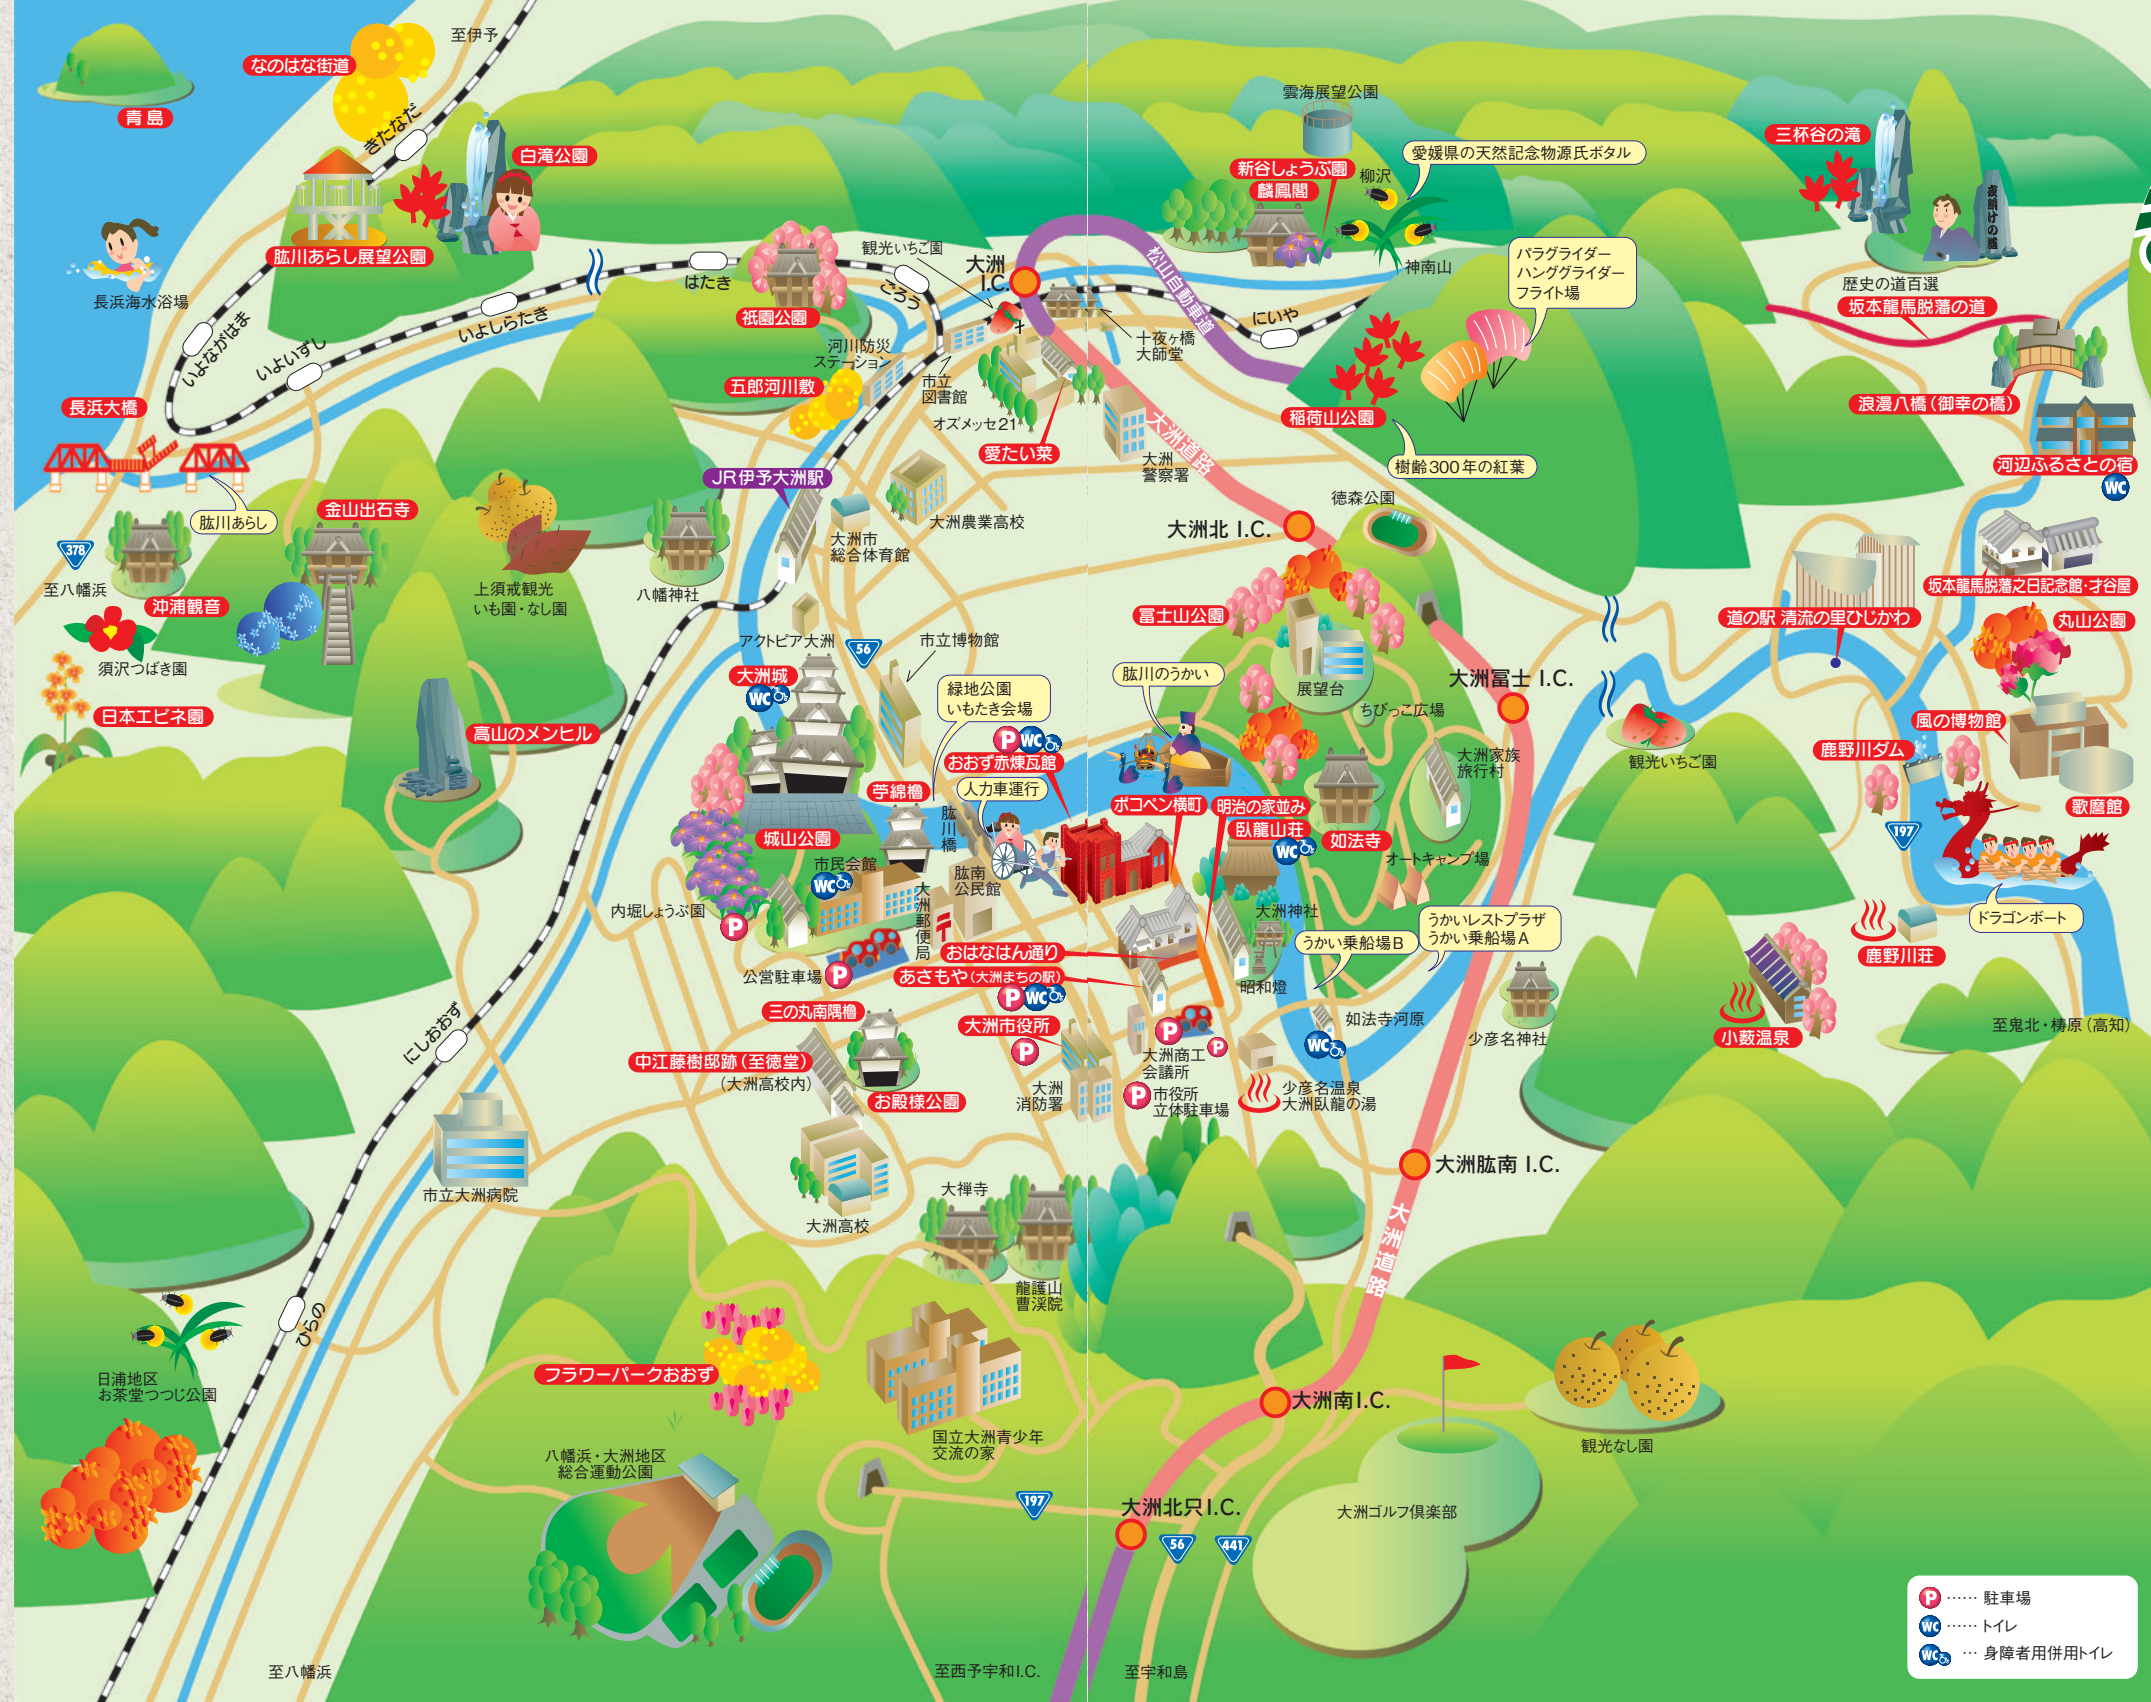 至伊予
なのはな街道
青島
きたなだ
白滝公園
肱川あらし展望公園
長浜海水浴場
いよながはま
いよいずし
いよしらたき
はたき
祇園公園
観光いちご園
ごろう
大洲
I.C.
松山自動車道
雲海展望公園
新谷しょうぶ園
麟鳳閣
柳沢
愛媛県の天然記念物源氏ボタル
神南山
パラグライダー
ハンググライダー
フライト場
三杯谷の滝
夜明けの道
歴史の道百選
坂本龍馬脱藩の道
浪漫八橋(御幸の橋)
河辺ふるさとの宿
WC
長浜大橋
肱川あらし
河川防災
ステーション
五郎河川敷
市立
図書館
オズメッセ21
愛たい菜
十夜ヶ橋
大師堂
にいや
大洲
警察署
大洲道路
稲荷山公園
樹齢300年の紅葉
378
至八幡浜
沖浦観音
金山出石寺
上須戒観光
いも園・なし園
八幡神社
JR伊予大洲駅
大洲市
総合体育館
大洲農業高校
大洲北 I.C.
徳森公園
須沢つばき園
日本エビネ園
高山のメンヒル
アクトピア大洲
56
市立博物館
大洲城
WC
緑地公園
いもたき会場
P WC
おおず赤煉瓦館
苧綿櫓
人力車運行
肱川橋
城山公園
市民会館
WC
肱南
公民館
内堀しょうぶ園
P
大洲郵便局
公営駐車場 P
冨士山公園
肱川のうかい
展望台
ちびっこ広場
大洲冨士 I.C.
大洲家族
旅行村
ポコペン横町
明治の家並み
臥龍山荘
WC
如法寺
オートキャンプ場
大洲神社
うかい乗船場B
うかいレストプラザ
うかい乗船場A
おはなはん通り
あさもや(大洲まちの駅)
P WC
昭和燈
如法寺河原
WC
少彦名神社
坂本龍馬脱藩之日記念館・才谷屋
道の駅 清流の里ひじかわ
丸山公園
観光いちご園
風の博物館
鹿野川ダム
歌麿館
197
ドラゴンボート
鹿野川荘
小薮温泉
至鬼北・梼原(高知)
にしおおず
三の丸南隅櫓
中江藤樹邸跡(至徳堂)
(大洲高校内)
お殿様公園
大洲市役所
P
大洲
消防署
P
大洲商工
会議所
P
P 市役所
立体駐車場
少彦名温泉
大洲臥龍の湯
市立大洲病院
大洲高校
大禅寺
龍護山
曹渓院
大洲肱南 I.C.
大洲道路
ひらの
日浦地区
お茶堂つつじ公園
フラワーパークおおず
国立大洲青少年
交流の家
大洲南I.C.
観光なし園
八幡浜・大洲地区
総合運動公園
197
大洲北只I.C.
56
441
大洲ゴルフ倶楽部
至八幡浜
至西予宇和I.C.
至宇和島
P ······ 駐車場
WC ······ トイレ
WC ··· 身障者用併用トイレ